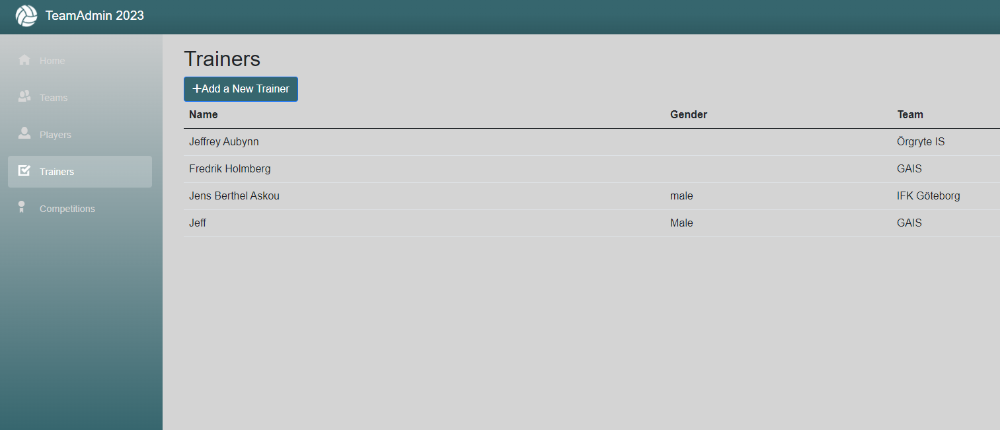 TeamAdmin 2023
Home
Teams
Players
Trainers
Competitions
Trainers
+Add a New Trainer
Name Gender Team
Jeffrey Aubynn Örgryte IS
Fredrik Holmberg GAIS
Jens Berthel Askou male IFK Göteborg
Jeff Male GAIS